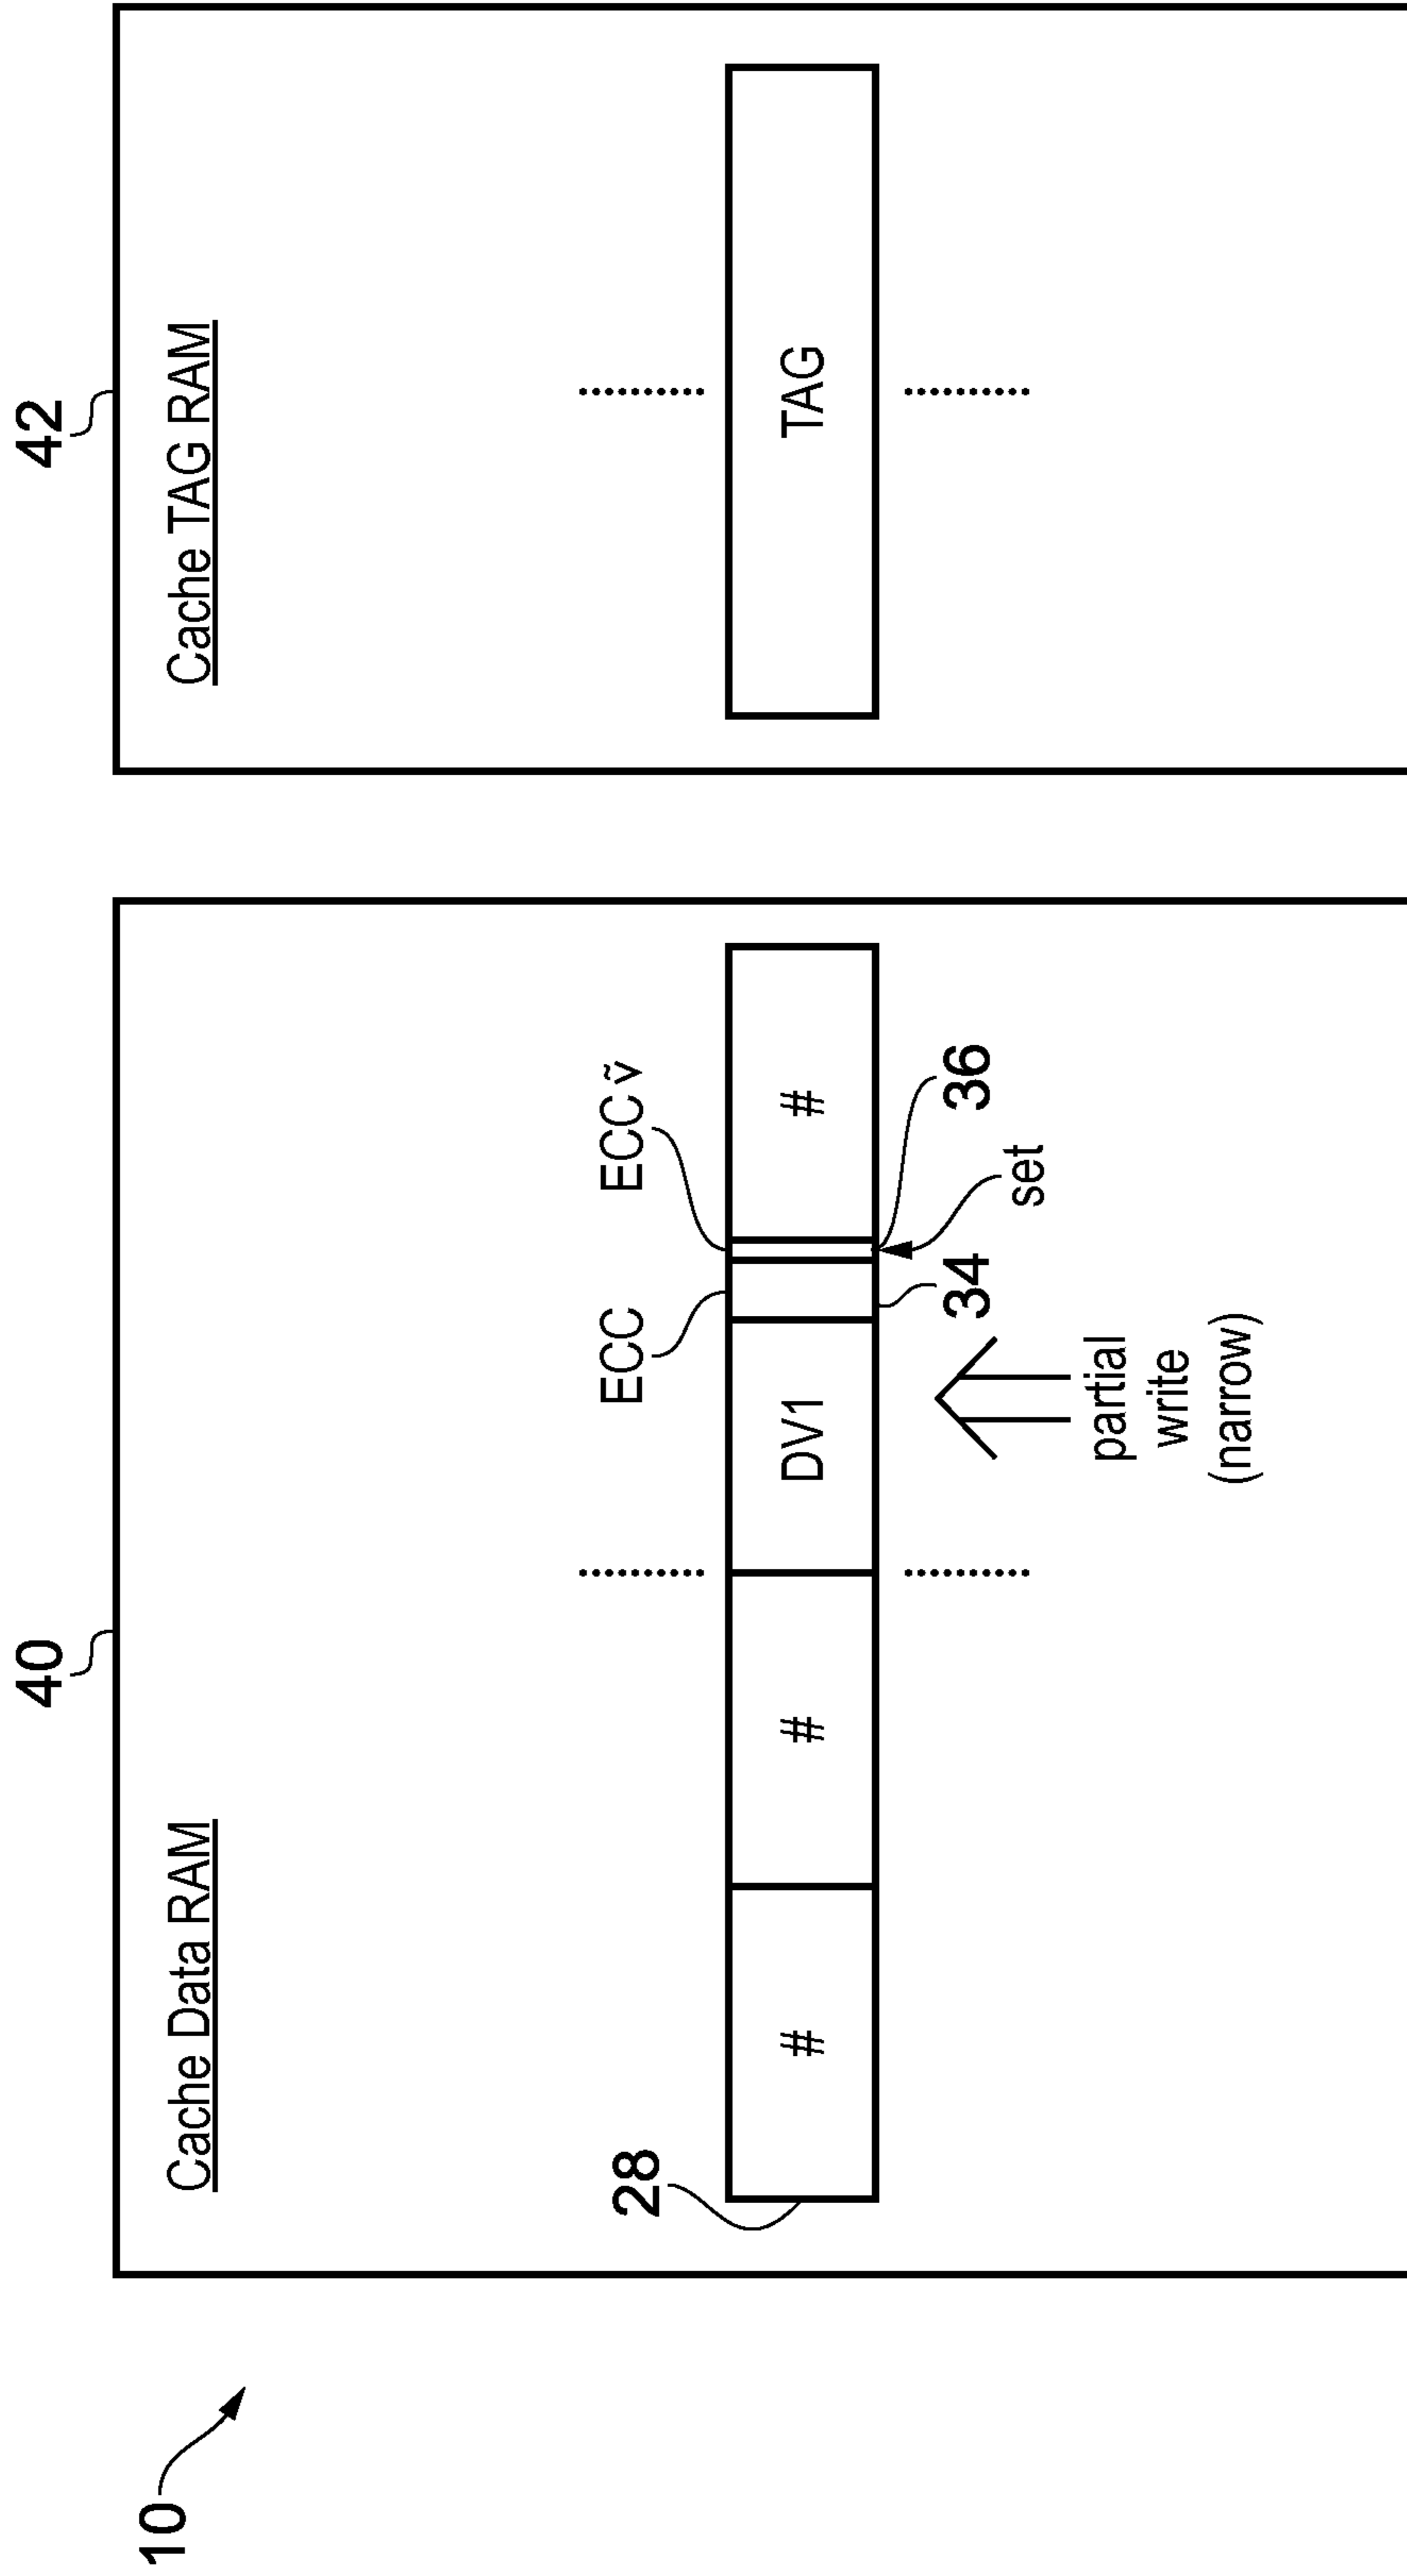 10
40
42
Cache Data RAM
Cache TAG RAM
28
ECC
ECCṽ
#
#
DV1
#
TAG
34
36
set
partial
write
(narrow)